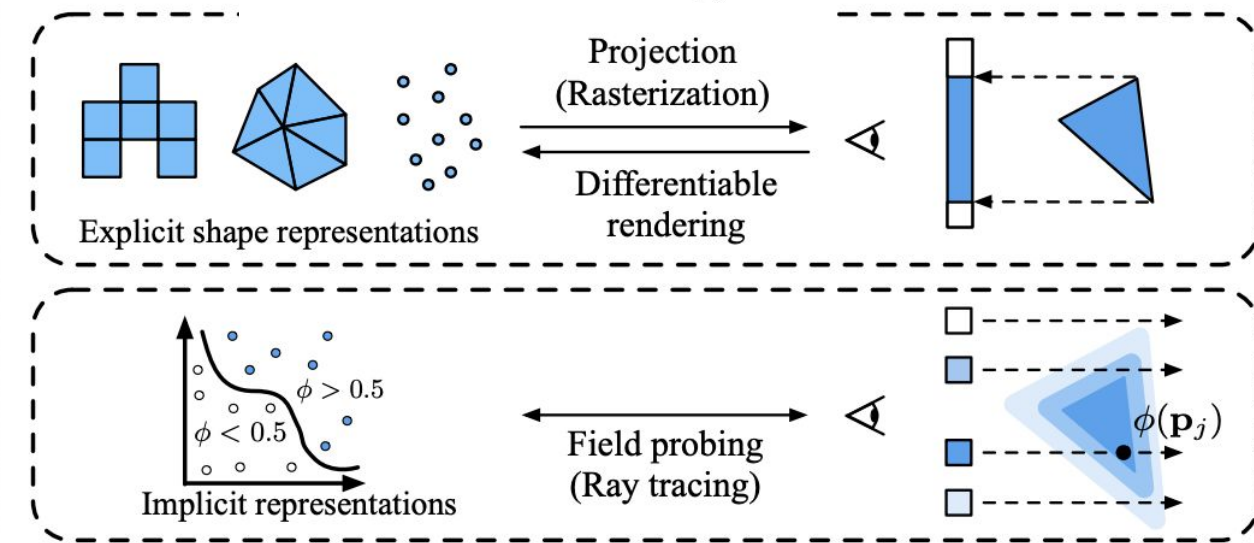 Projection
(Rasterization)
Differentiable
rendering
Explicit shape representations
ϕ > 0.5
ϕ < 0.5
Implicit representations
Field probing
(Ray tracing)
ϕ(p_j)